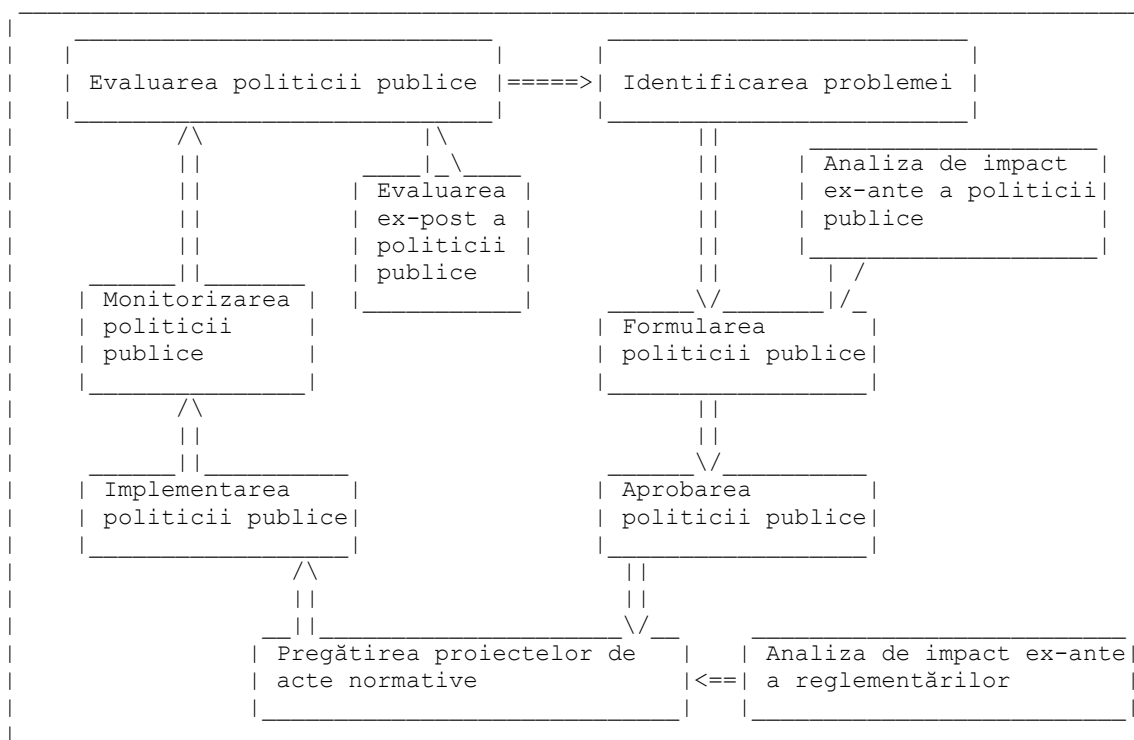 Evaluarea politicii publice
Identificarea problemei
Analiza de impact
ex-ante a politicii
publice
Evaluarea
ex-post a
politicii
publice
Monitorizarea
politicii
publice
Formularea
politicii publice
Implementarea
politicii publice
Aprobarea
politicii publice
Pregătirea proiectelor de
acte normative
Analiza de impact ex-ante
a reglementărilor